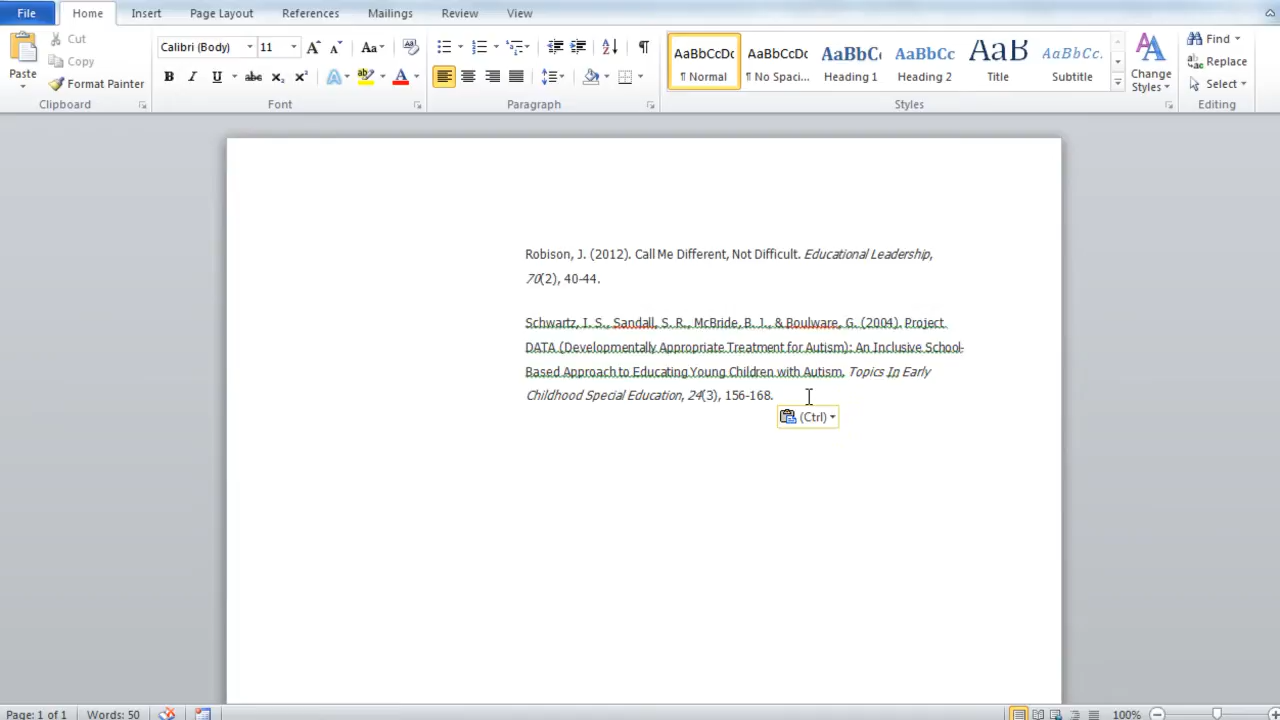 File Home Insert Page Layout References Mailings Review View
Cut
Copy
Format Painter
Paste
Clipboard
Calibri (Body) 11
Font
Paragraph
AaBbCcDc AaBbCcDc AaBbC AaBbCc AaB AaBbCc.
¶ Normal ¶ No Spaci... Heading 1 Heading 2 Title Subtitle
Change
Styles
Styles
Find
Replace
Select
Editing
Robison, J. (2012). Call Me Different, Not Difficult. Educational Leadership,
70(2), 40-44.
Schwartz, I. S., Sandall, S. R., McBride, B. J., & Boulware, G. (2004). Project
DATA (Developmentally Appropriate Treatment for Autism): An Inclusive School-
Based Approach to Educating Young Children with Autism. Topics In Early
Childhood Special Education, 24(3), 156-168.
(Ctrl)
Page: 1 of 1 Words: 50 100%